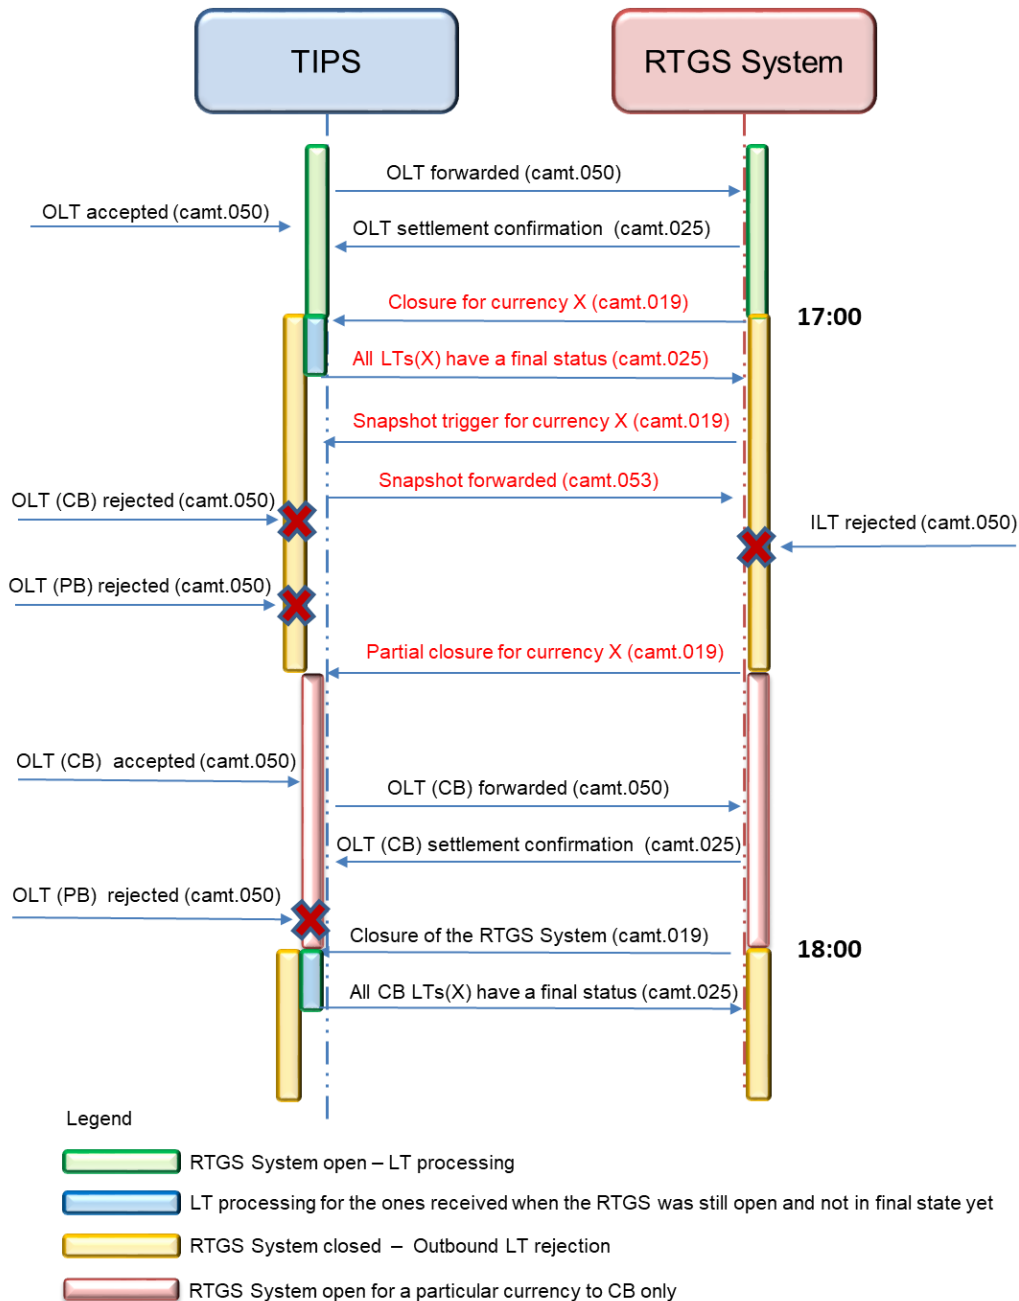 TIPS
RTGS System
OLT forwarded (camt.050)
OLT accepted (camt.050)
OLT settlement confirmation (camt.025)
Closure for currency X (camt.019)
17:00
All LTs(X) have a final status (camt.025)
Snapshot trigger for currency X (camt.019)
Snapshot forwarded (camt.053)
OLT (CB) rejected (camt.050)
ILT rejected (camt.050)
OLT (PB) rejected (camt.050)
Partial closure for currency X (camt.019)
OLT (CB) accepted (camt.050)
OLT (CB) forwarded (camt.050)
OLT (CB) settlement confirmation (camt.025)
OLT (PB) rejected (camt.050)
Closure of the RTGS System (camt.019)
18:00
All CB LTs(X) have a final status (camt.025)
Legend
RTGS System open – LT processing
LT processing for the ones received when the RTGS was still open and not in final state yet
RTGS System closed – Outbound LT rejection
RTGS System open for a particular currency to CB only